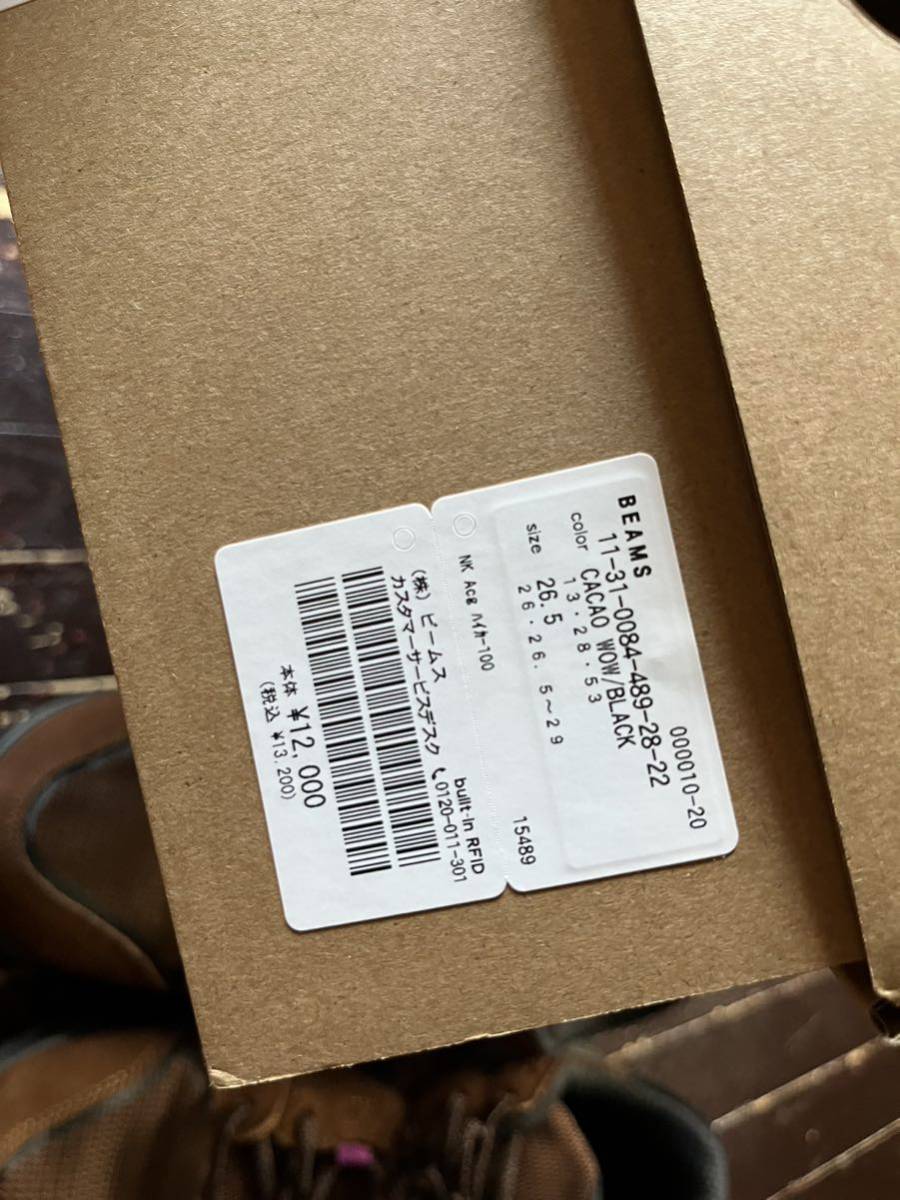 000010-20
BEAMS
11-31-0084-489-28-22
color CACAO WOW/BLACK
13・28・53
size 26.5
26・26.5~29
15489
NK Acg ﾊｲｶｰ100
built-in RFID
(株) ビームス
カスタマーサービスデスク 0120-011-301
本体 ¥12,000
(税込 ¥13,200)